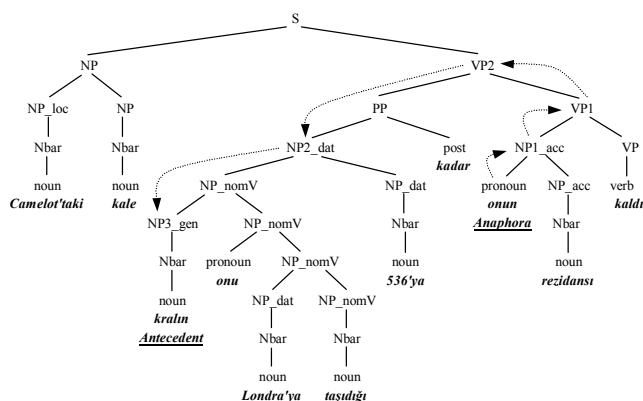 S
NP VP2
NP_loc NP PP VP1
Nbar Nbar NP2_dat post NP1_acc VP
kadar
noun noun NP_nomV NP_dat pronoun NP_acc verb
Camelot'taki kale onun kaldı
NP3_gen NP_nomV Nbar Anaphora Nbar
Nbar pronoun NP_nomV noun noun
onu 536'ya rezidansı
noun NP_dat NP_nomV
kralın
Antecedent Nbar Nbar
noun noun
Londra'ya taşıdığı